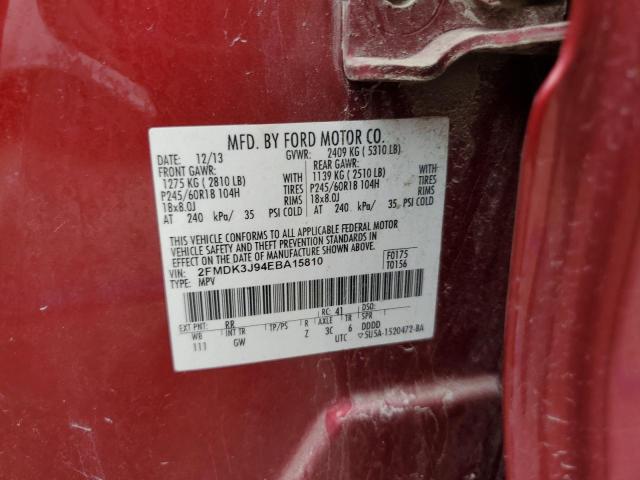 MFD. BY FORD MOTOR CO.
DATE: 12/13 GVWR: 2409 KG ( 5310 LB)
FRONT GAWR: REAR GAWR:
1275 KG ( 2810 LB) WITH 1139 KG ( 2510 LB) WITH
P245/60R18 104H TIRES P245/60R18 104H TIRES
18x8.0J RIMS 18x8.0J RIMS
AT 240 kPa/ 35 PSI COLD AT 240 kPa/ 35 PSI COLD
THIS VEHICLE CONFORMS TO ALL APPLICABLE FEDERAL MOTOR
VEHICLE SAFETY AND THEFT PREVENTION STANDARDS IN
EFFECT ON THE DATE OF MANUFACTURE SHOWN ABOVE.
VIN: 2FMDK3J94EBA15810 F0175
TYPE: MPV T0156
EXT PNT: RR RC: 41 DSO:
WB INT TR TP/PS R AXLE TR SPR
111 GW Z 3C 6 DDDD
UTC ▽5U5A-1520472-BA